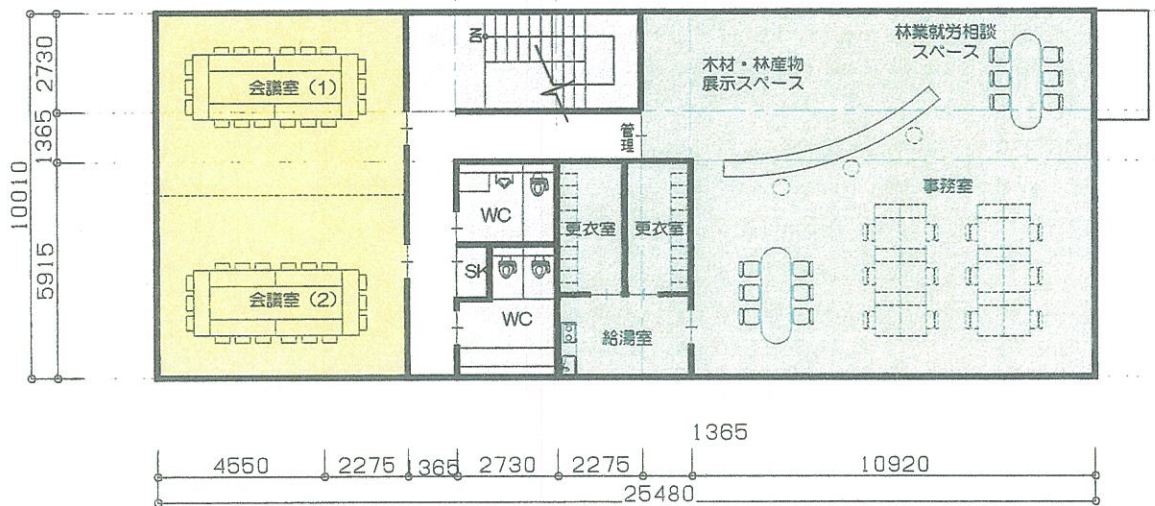 林業就労相談
スペース
木材・林産物
展示スペース
会議室（1）
DN
管理
事務室
WC
更衣室
更衣室
SK
会議室（2）
WC
給湯室
2730
1365
5915
10010
1365
4550
2275
1365
2730
2275
10920
25480